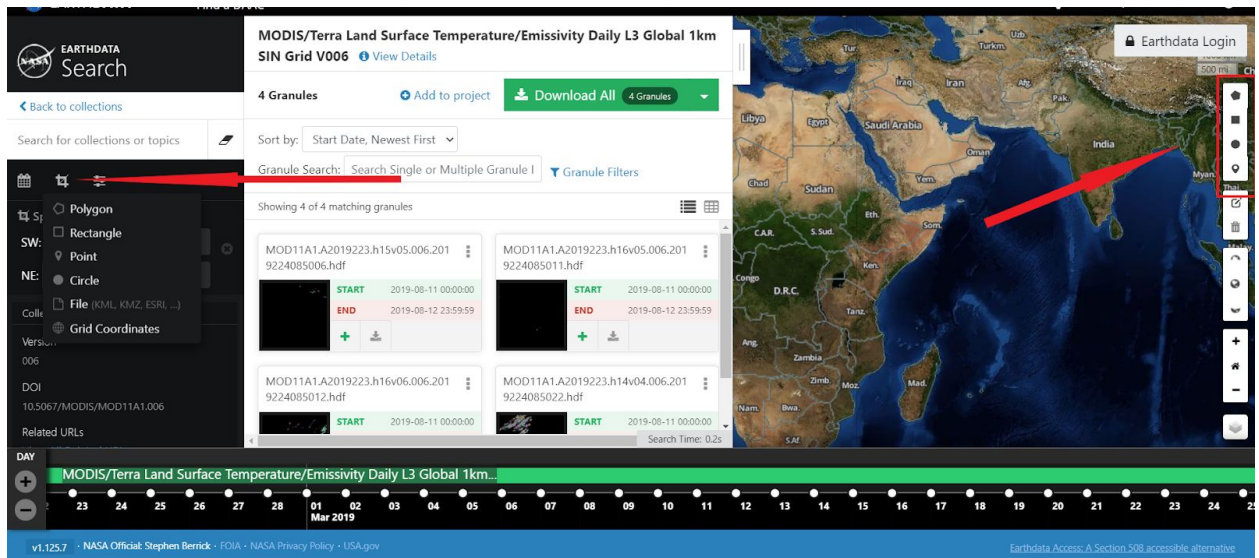 EARTHDATA
Search
Back to collections
Search for collections or topics
Polygon
Rectangle
Point
Circle
File (KML, KMZ, ESRI, ...)
Grid Coordinates
SW:
NE:
Version
006
DOI
10.5067/MODIS/MOD11A1.006
Related URLs
MODIS/Terra Land Surface Temperature/Emissivity Daily L3 Global 1km
SIN Grid V006 View Details
4 Granules Add to project Download All 4 Granules
Sort by: Start Date, Newest First
Granule Search: Search Single or Multiple Granule I Granule Filters
Showing 4 of 4 matching granules
MOD11A1.A2019223.h15v05.006.201
9224085006.hdf
START 2019-08-11 00:00:00
END 2019-08-12 23:59:59
MOD11A1.A2019223.h16v05.006.201
9224085011.hdf
START 2019-08-11 00:00:00
END 2019-08-12 23:59:59
MOD11A1.A2019223.h16v06.006.201
9224085012.hdf
START 2019-08-11 00:00:00
MOD11A1.A2019223.h14v04.006.201
9224085022.hdf
START 2019-08-11 00:00:00
Search Time: 0.2s
Earthdata Login
500 mi
Tur.
Turkm.
Uzb.
Iraq
Iran
Afg.
Pak.
Libya
Egypt
Saudi Arabia
Oman
India
Myan.
Thai.
Chad
Sudan
Yem.
Eth.
Som.
C.A.R.
S. Sud.
Ken.
Congo
D.R.C.
Tanz.
Ang.
Zambia
Zimb.
Moz.
Mad.
Nam.
Bwa.
S.Af.
Malay.
DAY
MODIS/Terra Land Surface Temperature/Emissivity Daily L3 Global 1km...
23 24 25 26 27 28 01 02 03 04 05 06 07 08 09 10 11 12 13 14 15 16 17 18 19 20 21 22 23 24
Mar 2019
v1.125.7 · NASA Official: Stephen Berrick · FOIA · NASA Privacy Policy · USA.gov
Earthdata Access: A Section 508 accessible alternative